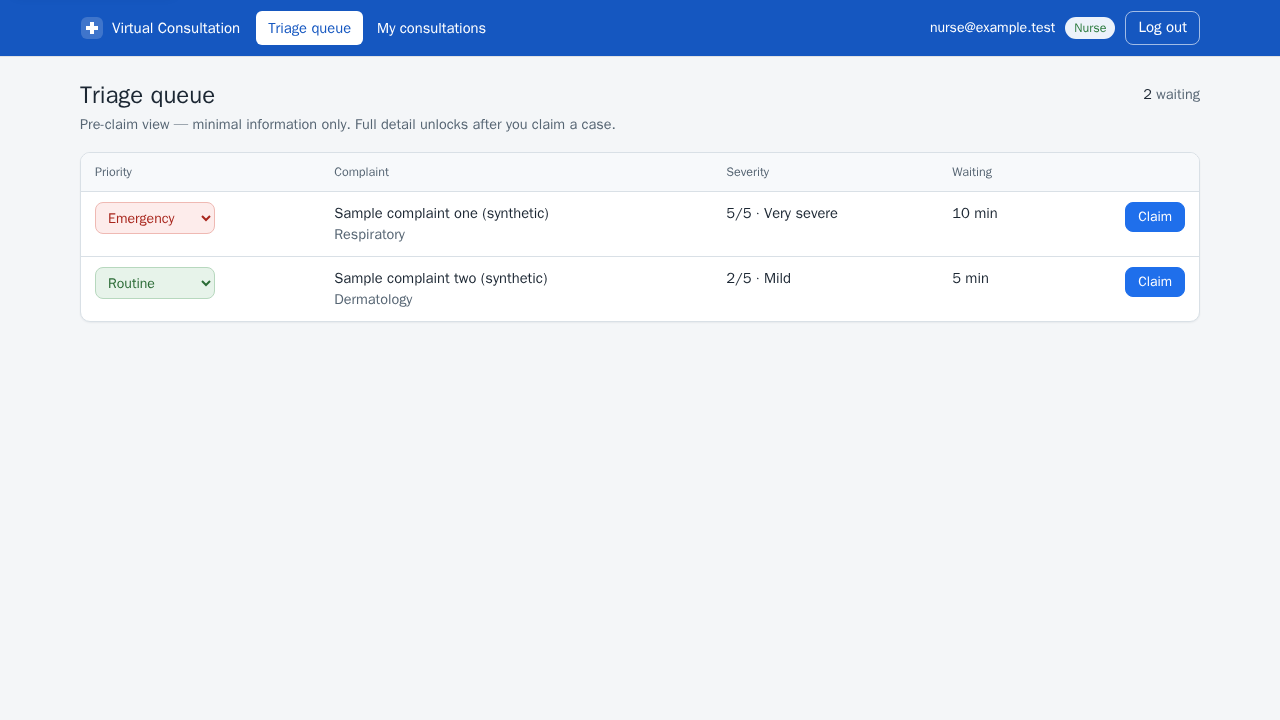 Virtual Consultation Triage queue My consultations nurse@example.test Nurse Log out
Triage queue 2 waiting
Pre-claim view — minimal information only. Full detail unlocks after you claim a case.
Priority Complaint Severity Waiting
Emergency Sample complaint one (synthetic) 5/5 · Very severe 10 min Claim
Respiratory
Routine Sample complaint two (synthetic) 2/5 · Mild 5 min Claim
Dermatology